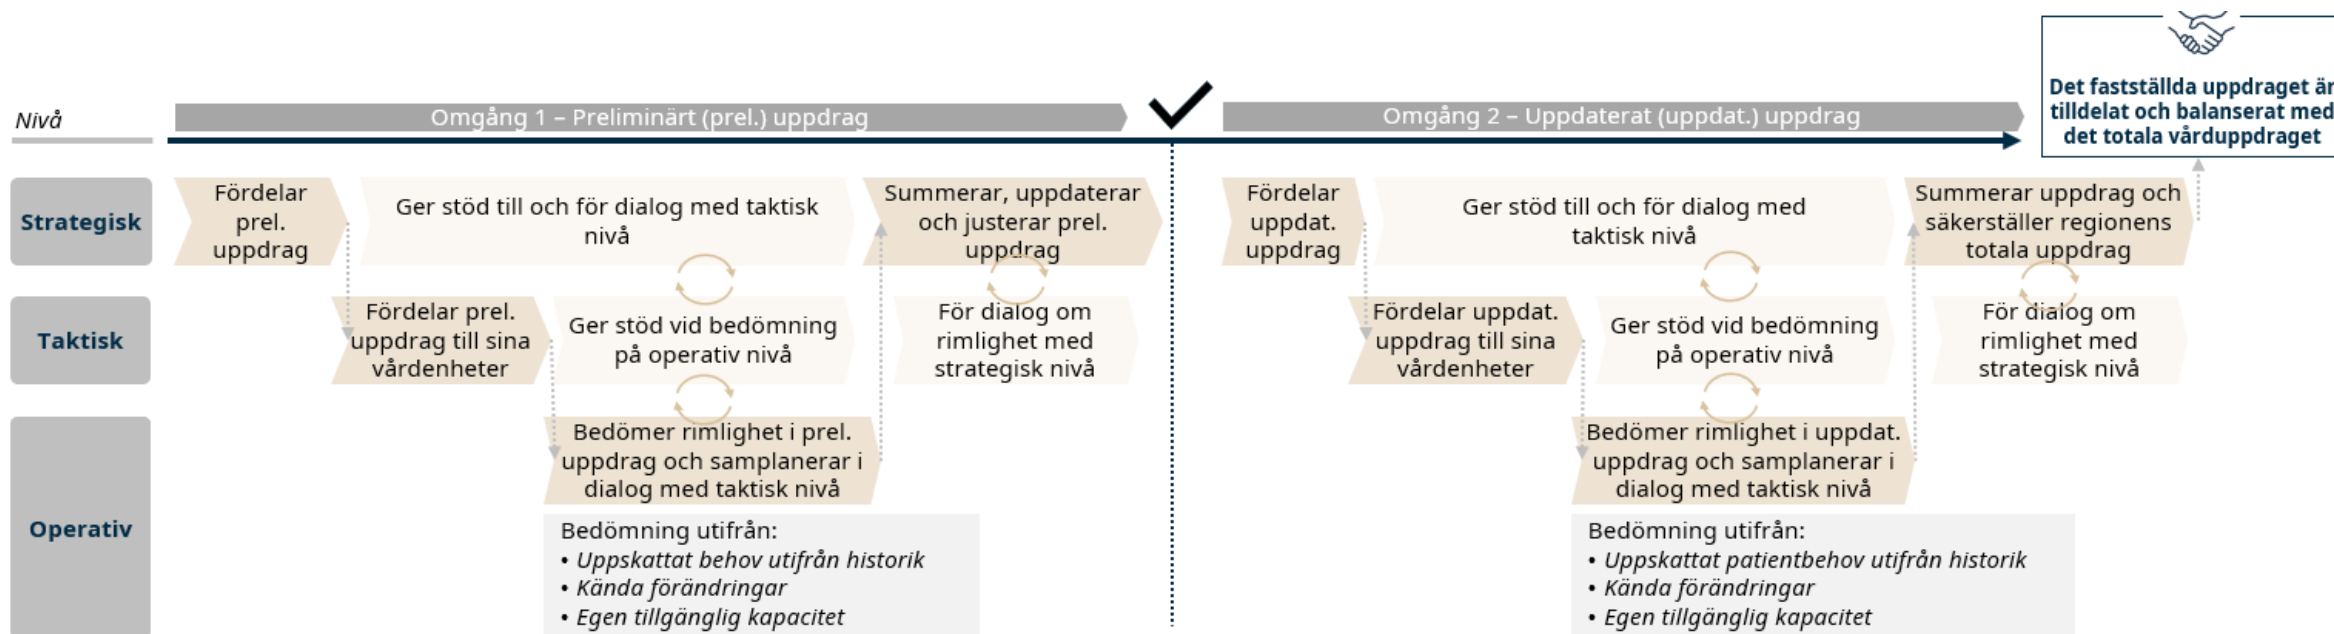 Det fastställda uppdraget är
tilldelat och balanserat med
det totala vårduppdraget
Nivå
Omgång 1 – Preliminärt (prel.) uppdrag
Omgång 2 – Uppdaterat (uppdat.) uppdrag
Strategisk
Fördelar
prel.
uppdrag
Ger stöd till och för dialog med taktisk
nivå
Summerar, uppdaterar
och justerar prel.
uppdrag
Fördelar
uppdat.
uppdrag
Ger stöd till och för dialog med
taktisk nivå
Summerar uppdrag och
säkerställer regionens
totala uppdrag
Taktisk
Fördelar prel.
uppdrag till sina
vårdenheter
Ger stöd vid bedömning
på operativ nivå
För dialog om
rimlighet med
strategisk nivå
Fördelar uppdat.
uppdrag till sina
vårdenheter
Ger stöd vid bedömning
på operativ nivå
För dialog om
rimlighet med
strategisk nivå
Operativ
Bedömer rimlighet i prel.
uppdrag och samplanerar i
dialog med taktisk nivå
Bedömning utifrån:
• Uppskattat behov utifrån historik
• Kända förändringar
• Egen tillgänglig kapacitet
Bedömer rimlighet i uppdat.
uppdrag och samplanerar i
dialog med taktisk nivå
Bedömning utifrån:
• Uppskattat patientbehov utifrån historik
• Kända förändringar
• Egen tillgänglig kapacitet